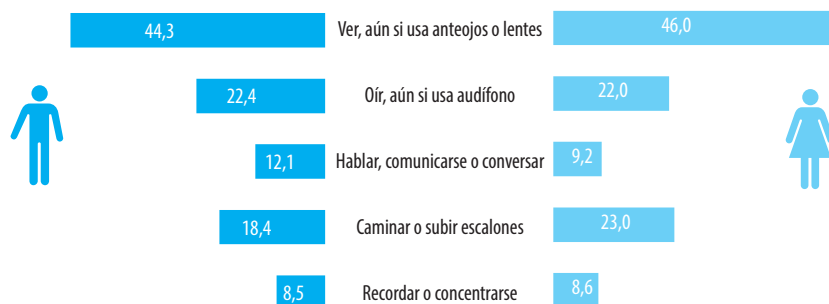 44,3 Ver, aún si usa anteojos o lentes 46,0
22,4 Oír, aún si usa audífono 22,0
12,1 Hablar, comunicarse o conversar 9,2
18,4 Caminar o subir escalones 23,0
8,5 Recordar o concentrarse 8,6